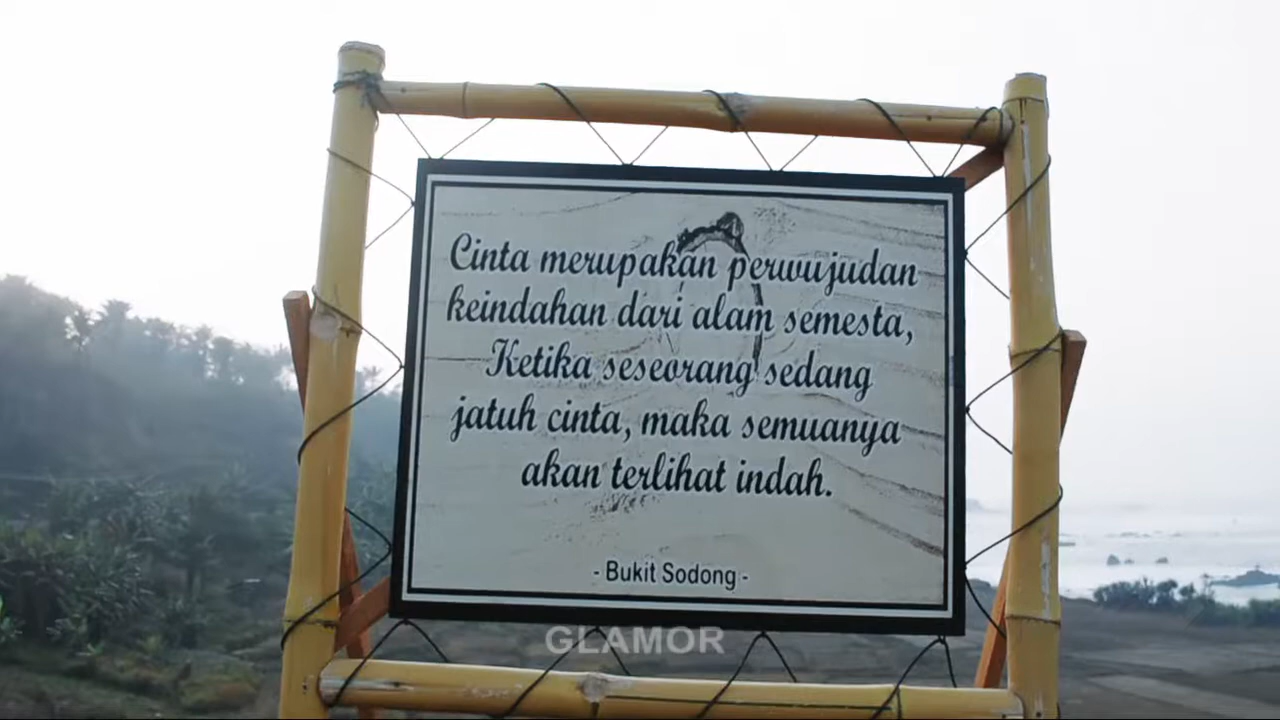 Cinta merupakan perwujudan
keindahan dari alam semesta,
Ketika seseorang sedang
jatuh cinta, maka semuanya
akan terlihat indah.
- Bukit Sodong -
GLAMOR